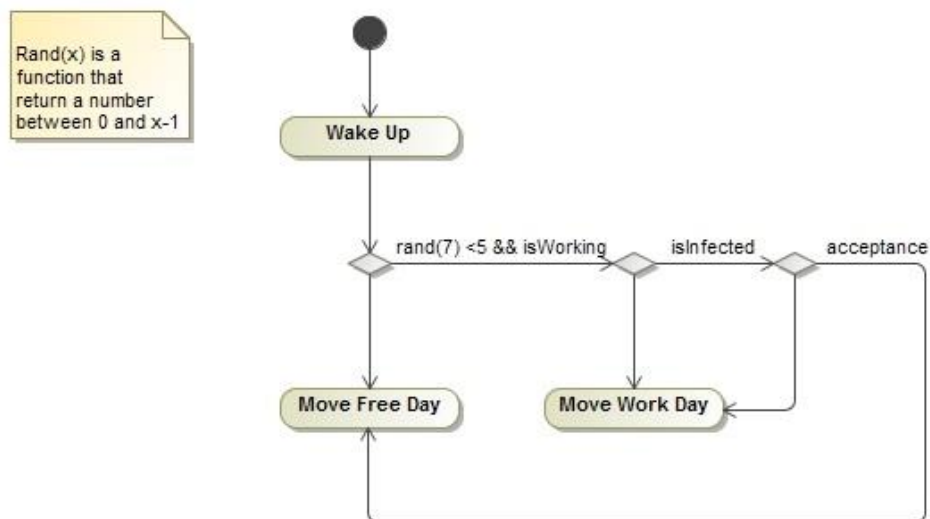 Rand(x) is a
function that
return a number
between 0 and x-1
Wake Up
rand(7) <5 && isWorking
isInfected
acceptance
Move Free Day
Move Work Day